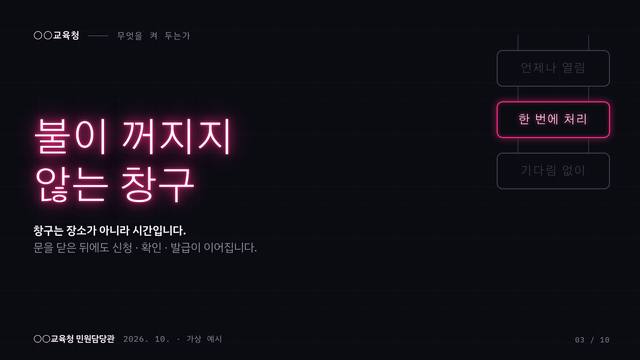 〇〇교육청 무엇을 켜 두는가
언제나 열림
한 번에 처리
기다림 없이
불이 꺼지지
않는 창구
창구는 장소가 아니라 시간입니다.
문을 닫은 뒤에도 신청 · 확인 · 발급이 이어집니다.
〇〇교육청 민원담당관 2026. 10. · 가상 예시
03 / 10